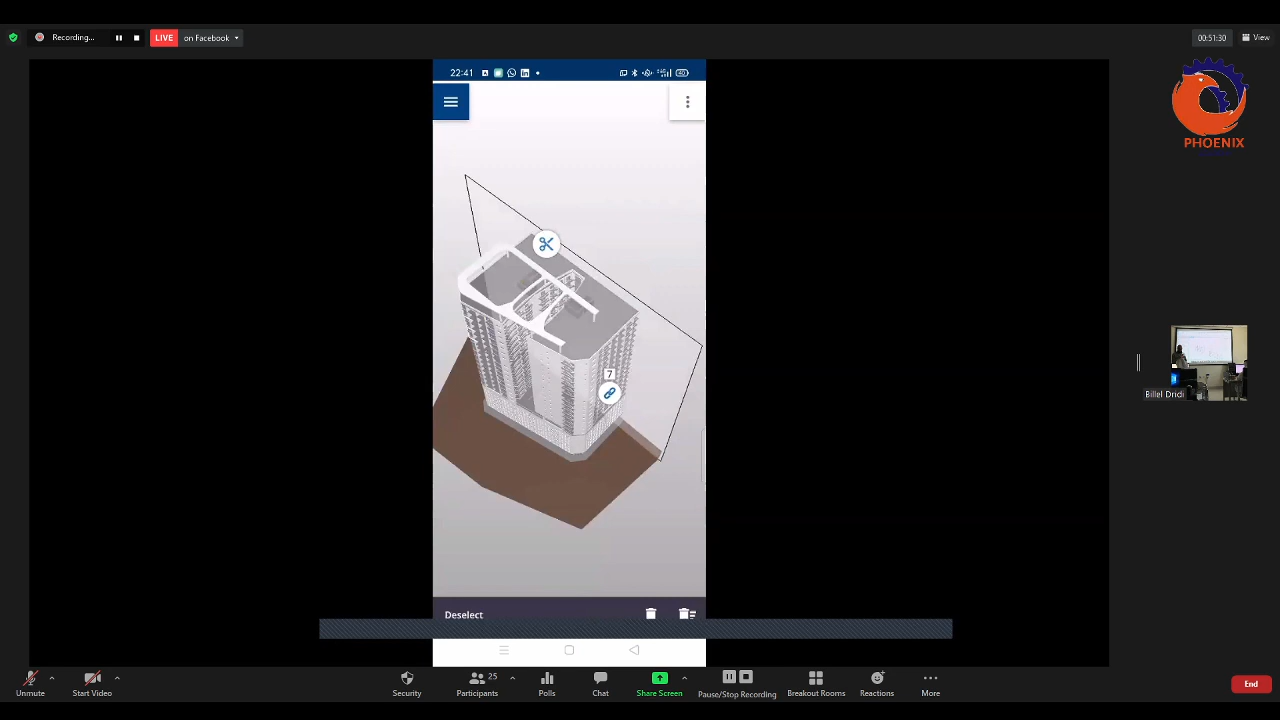 Recording...
LIVE on Facebook
00:51:30
View
22:41
PHOENIX
7
Billel Dridi
Deselect
Unmute
Start Video
Security
Participants 25
Polls
Chat
Share Screen
Pause/Stop Recording
Breakout Rooms
Reactions
More
End